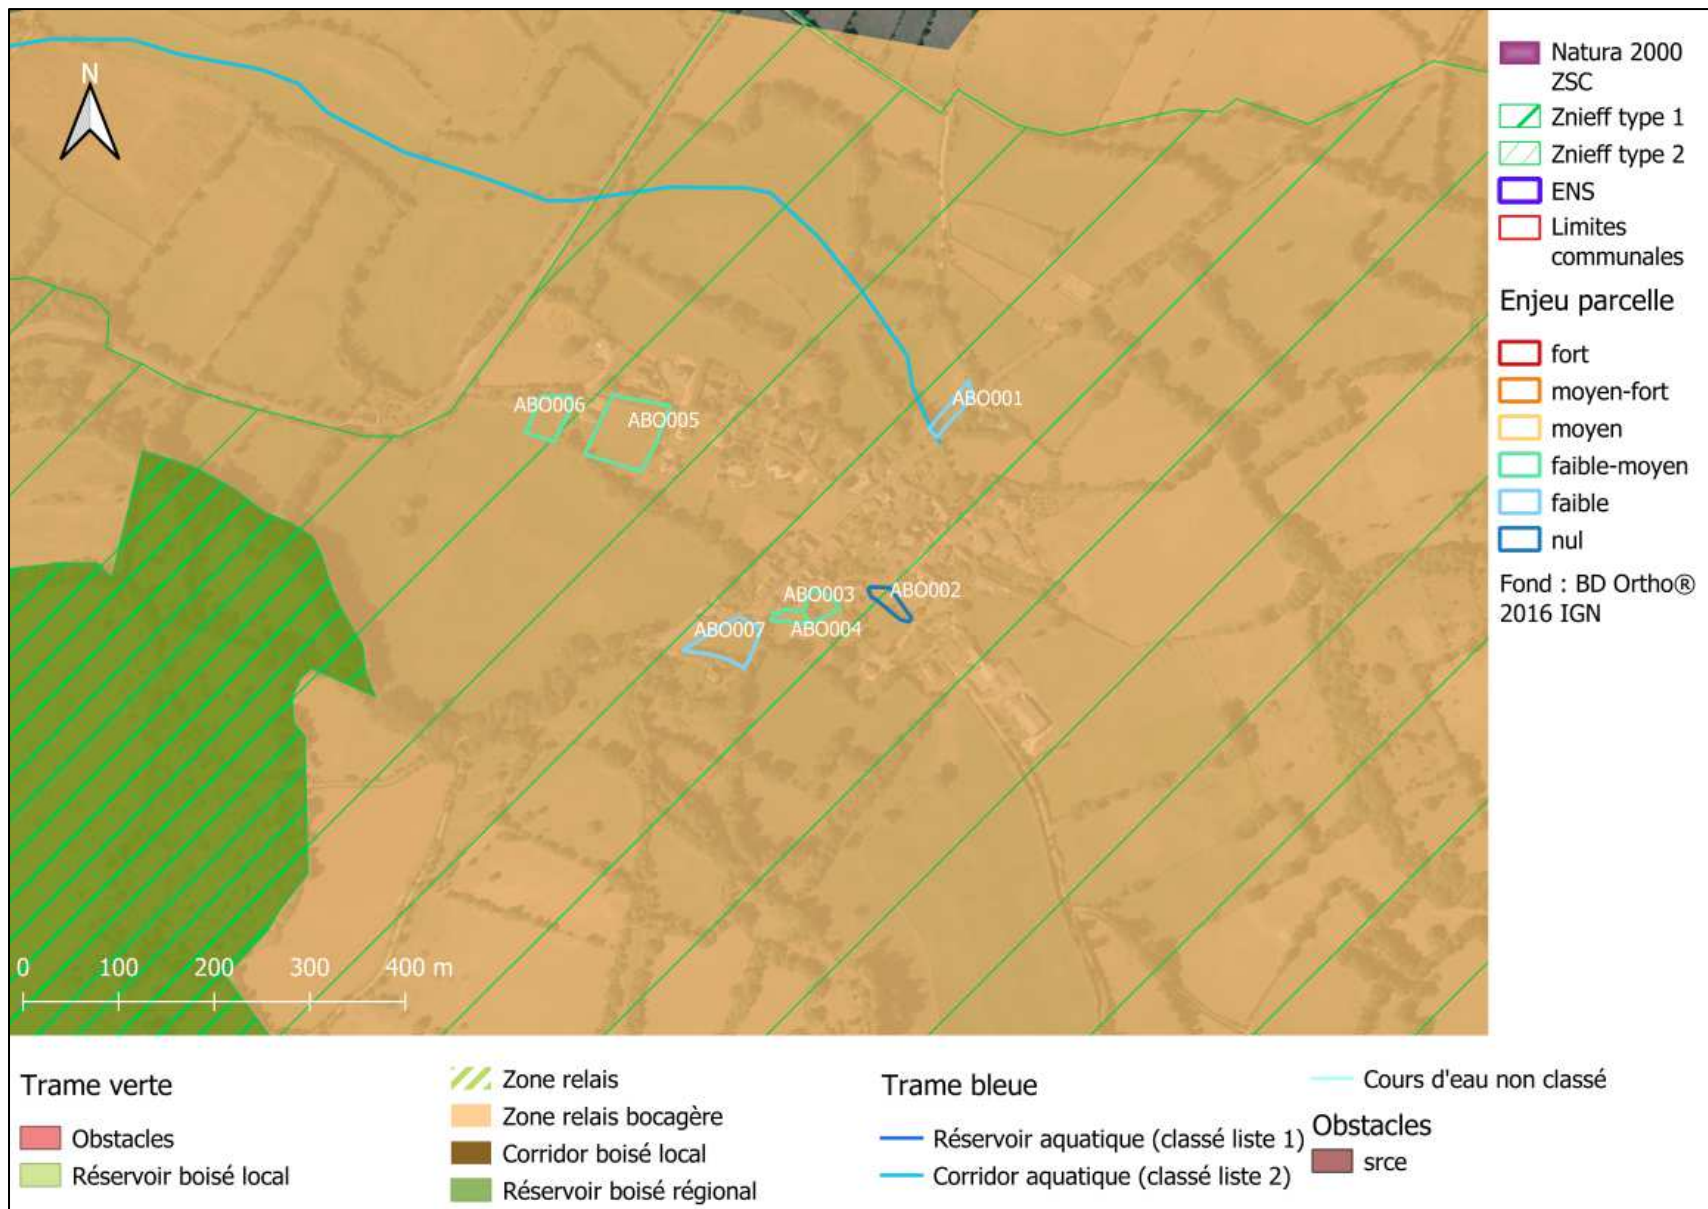 N
ABO001
ABO006
ABO005
ABO003
ABO002
ABO004
ABO007
0 100 200 300 400 m
Natura 2000
ZSC
Znieff type 1
Znieff type 2
ENS
Limites
communales
Enjeu parcelle
fort
moyen-fort
moyen
faible-moyen
faible
nul
Fond : BD Ortho®
2016 IGN
Trame verte
Obstacles
Réservoir boisé local
Zone relais
Zone relais bocagère
Corridor boisé local
Réservoir boisé régional
Trame bleue
Réservoir aquatique (classé liste 1)
Corridor aquatique (classé liste 2)
Cours d'eau non classé
Obstacles
srce